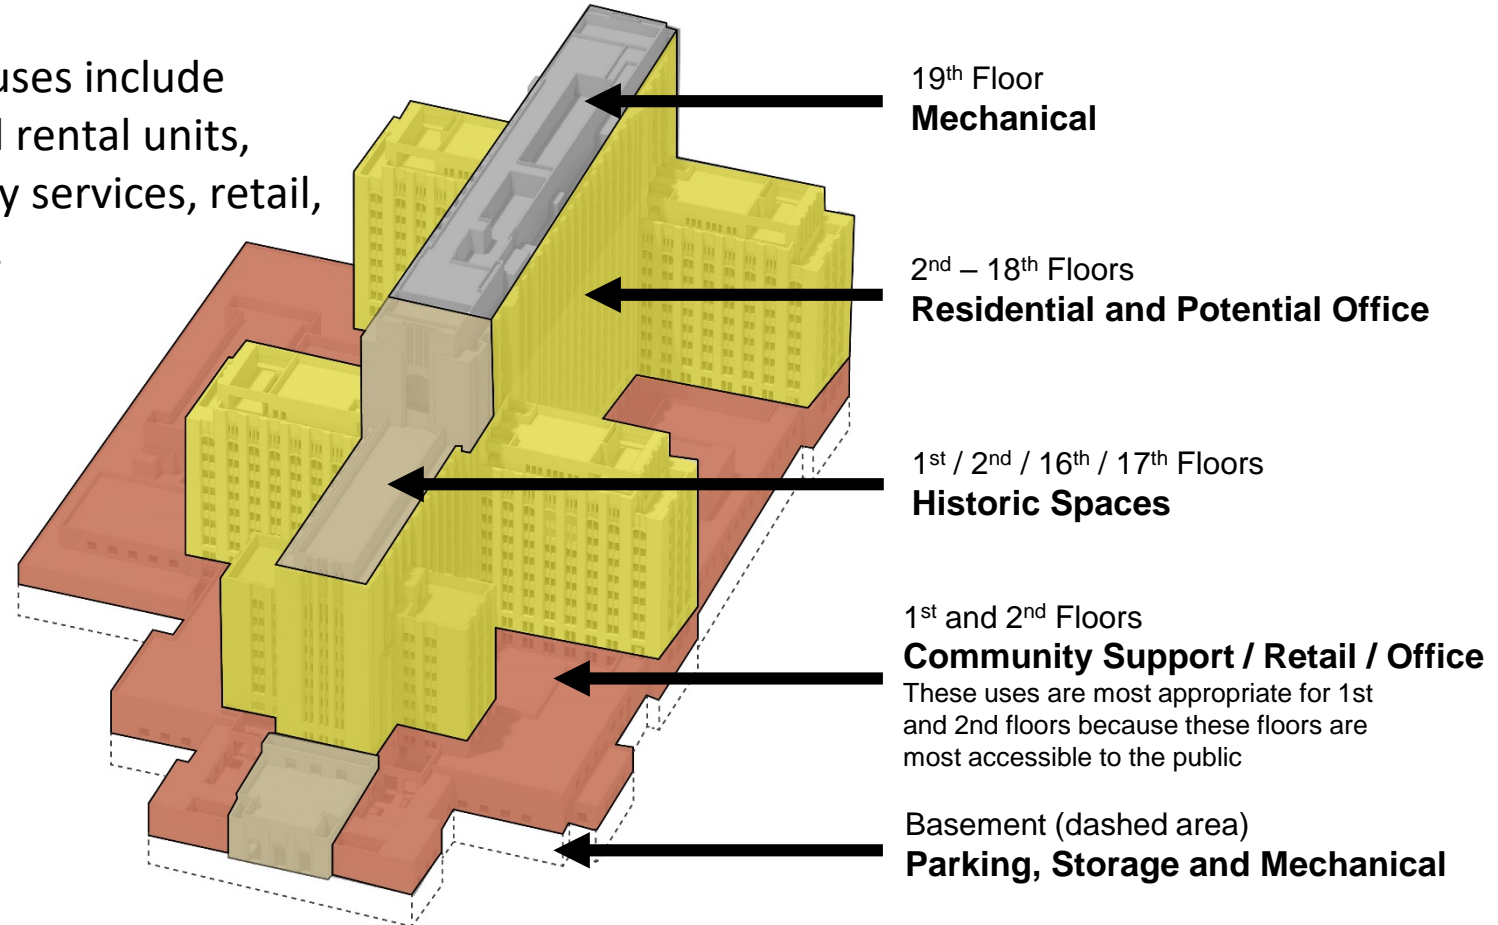 uses include
rental units,
y services, retail,
19th Floor
Mechanical
2nd – 18th Floors
Residential and Potential Office
1st / 2nd / 16th / 17th Floors
Historic Spaces
1st and 2nd Floors
Community Support / Retail / Office
These uses are most appropriate for 1st
and 2nd floors because these floors are
most accessible to the public
Basement (dashed area)
Parking, Storage and Mechanical